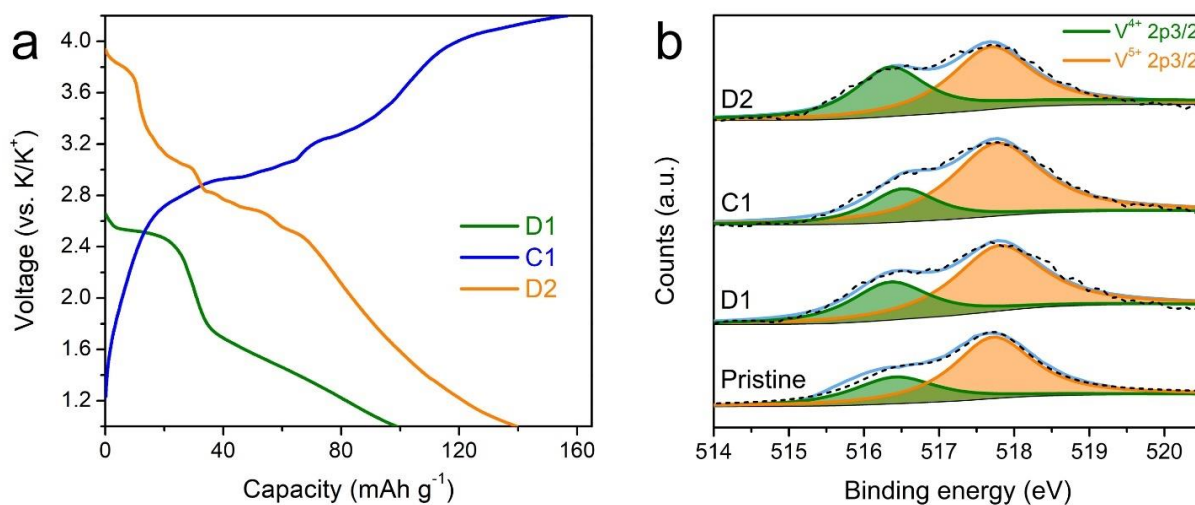 a
Voltage (vs. K/K⁺)
4.0
3.6
3.2
2.8
2.4
2.0
1.6
1.2
D1
C1
D2
0 40 80 120 160
Capacity (mAh g⁻¹)
b
V⁴⁺ 2p3/2
V⁵⁺ 2p3/2
Counts (a.u.)
D2
C1
D1
Pristine
514 515 516 517 518 519 520
Binding energy (eV)